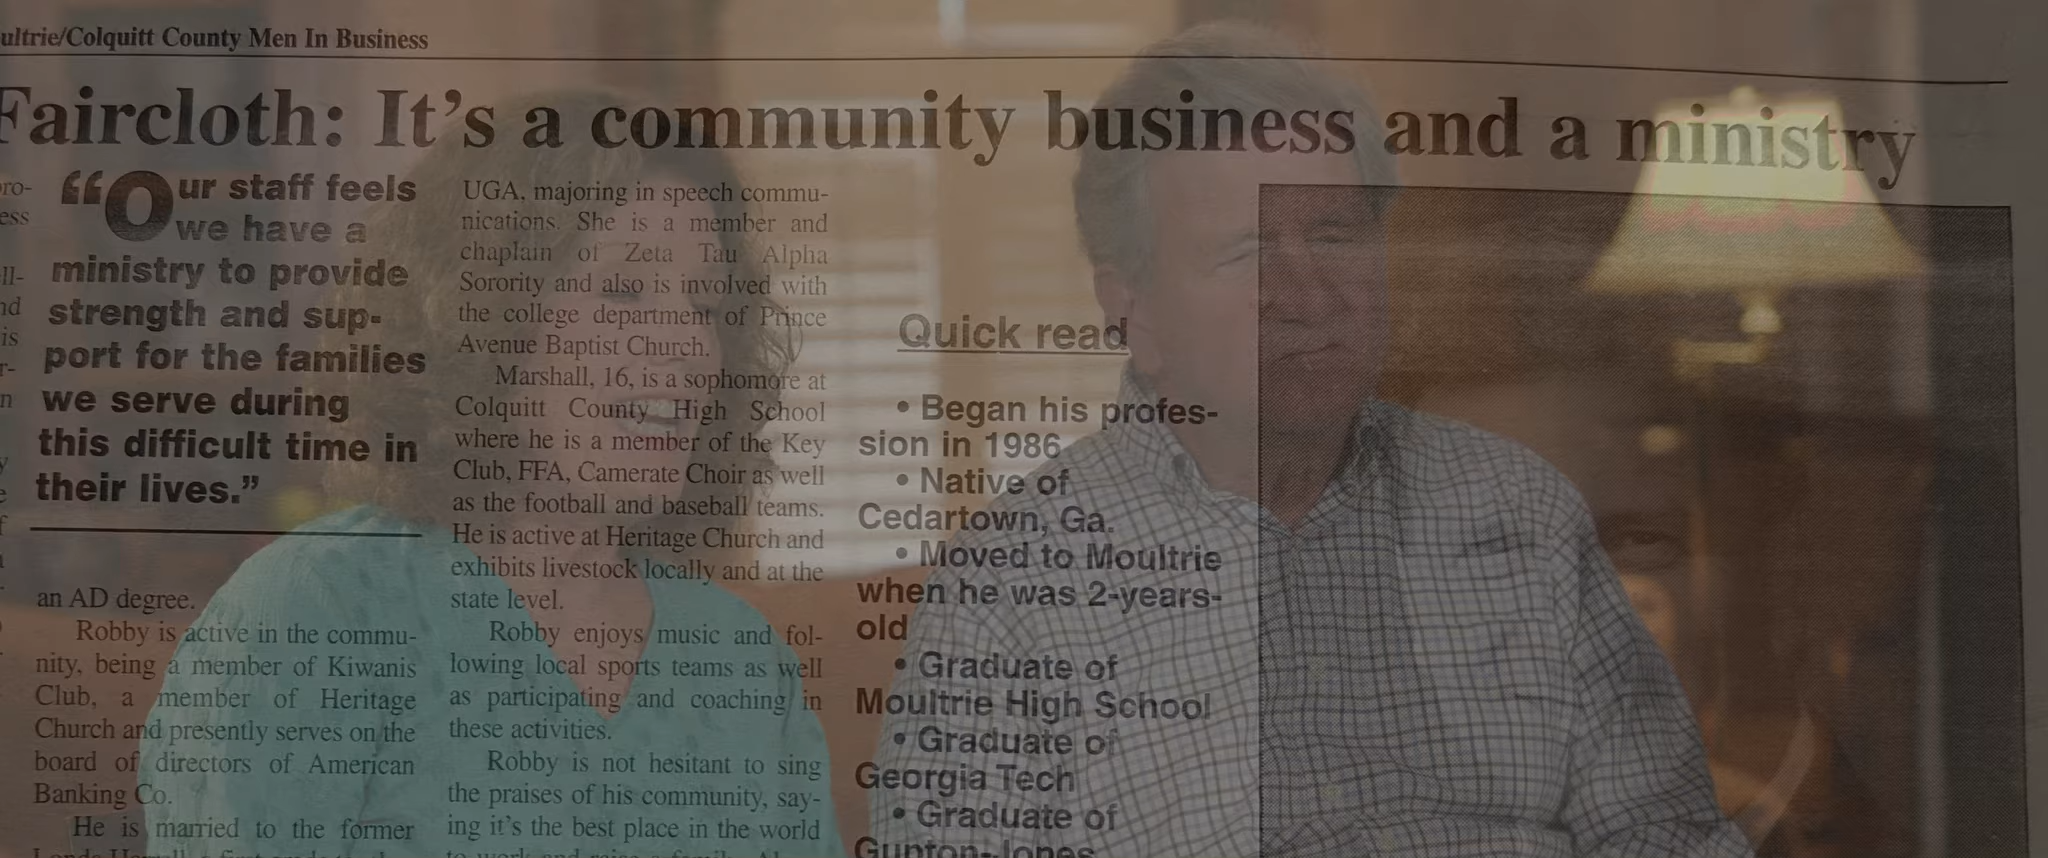 ultrie/Colquitt County Men In Business
Faircloth: It's a community business and a ministry
ro-
ess
ll-
nd
is
r-
n
y
e
f
“Our staff feels
we have a
ministry to provide
strength and sup-
port for the families
we serve during
this difficult time in
their lives.”
an AD degree.
Robby is active in the commu-
nity, being a member of Kiwanis
Club, a member of Heritage
Church and presently serves on the
board of directors of American
Banking Co.
He is married to the former
UGA, majoring in speech commu-
nications. She is a member and
chaplain of Zeta Tau Alpha
Sorority and also is involved with
the college department of Prince
Avenue Baptist Church.
Marshall, 16, is a sophomore at
Colquitt County High School
where he is a member of the Key
Club, FFA, Camerate Choir as well
as the football and baseball teams.
He is active at Heritage Church and
exhibits livestock locally and at the
state level.
Robby enjoys music and fol-
lowing local sports teams as well
as participating and coaching in
these activities.
Robby is not hesitant to sing
the praises of his community, say-
ing it's the best place in the world
Quick read
• Began his profes-
sion in 1986
• Native of
Cedartown, Ga.
• Moved to Moultrie
when he was 2-years-
old
• Graduate of
Moultrie High School
• Graduate of
Georgia Tech
• Graduate of
Gupton-Jones